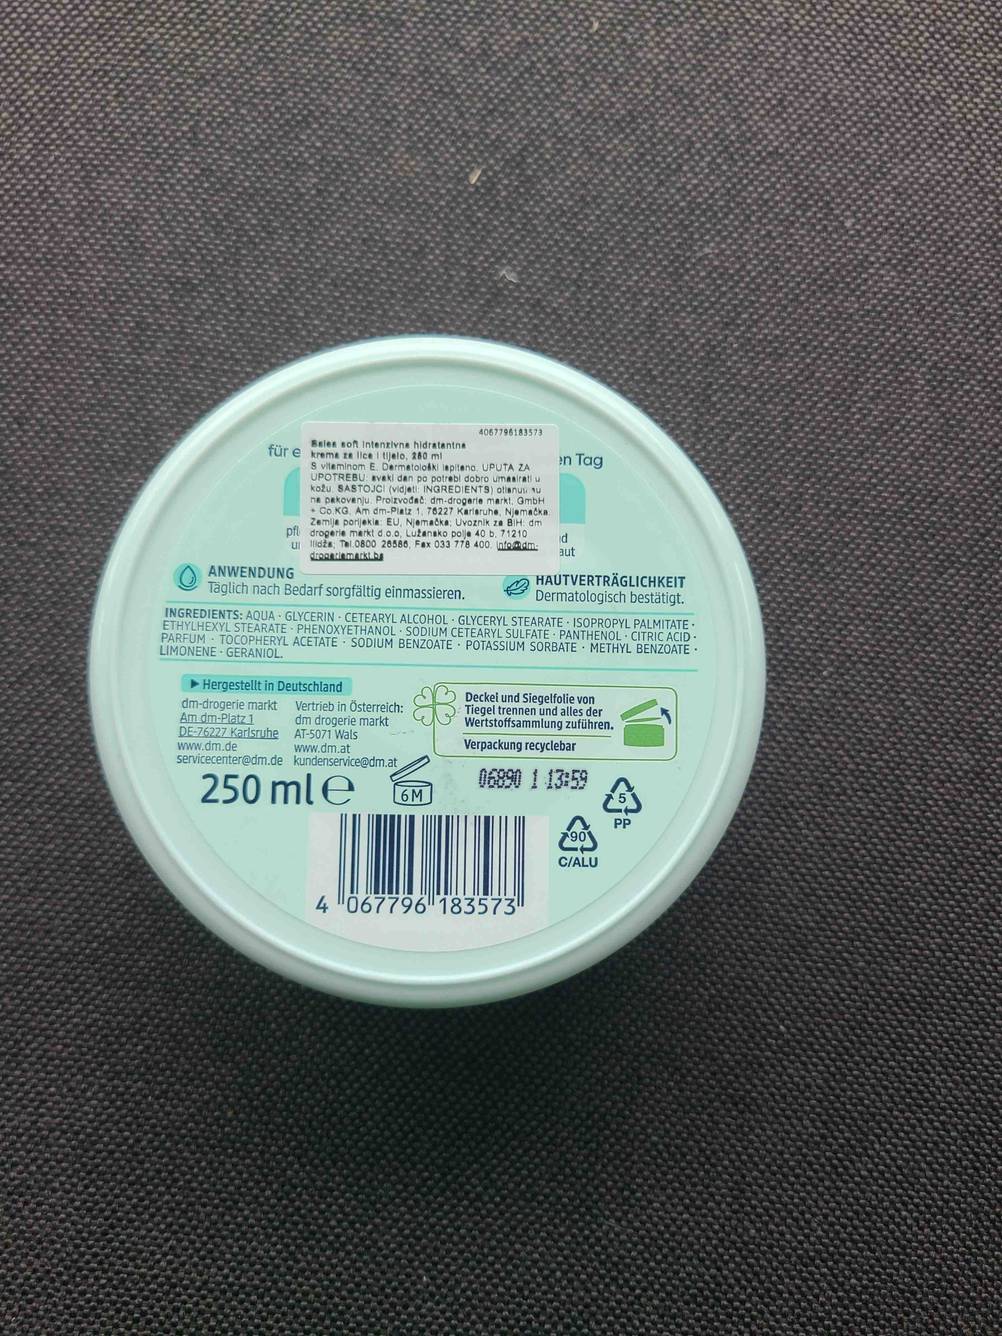 4067796183573
Balea soft Intenzivna hidratantna
krema za lice i tijelo, 250 ml
S vitaminom E. Dermatološki ispitano. UPUTA ZA
UPOTREBU: svaki dan po potrebi dobro umasirati u
kožu. SASTOJCI (vidjeti: INGREDIENTS) otisnuti su
na pakovanju. Proizvođač: dm-drogerie markt, GmbH
+ Co.KG, Am dm-Platz 1, 76227 Karlsruhe, Njemačka.
Zemlja porijekla: EU, Njemačka; Uvoznik za BIH: dm
drogerie markt d.o.o, Lužansko polje 40 b, 71210
Ilidža; Tel.0800 26586, Fax 033 778 400. info@dm-
drogeriemarkt.ba
für e en Tag
pfl nd
u aut
ANWENDUNG
Täglich nach Bedarf sorgfältig einmassieren.
HAUTVERTRÄGLICHKEIT
Dermatologisch bestätigt.
INGREDIENTS: AQUA · GLYCERIN · CETEARYL ALCOHOL · GLYCERYL STEARATE · ISOPROPYL PALMITATE ·
ETHYLHEXYL STEARATE · PHENOXYETHANOL · SODIUM CETEARYL SULFATE · PANTHENOL · CITRIC ACID ·
PARFUM · TOCOPHERYL ACETATE · SODIUM BENZOATE · POTASSIUM SORBATE · METHYL BENZOATE ·
LIMONENE · GERANIOL.
Hergestellt in Deutschland
dm-drogerie markt
Am dm-Platz 1
DE-76227 Karlsruhe
www.dm.de
servicecenter@dm.de
Vertrieb in Österreich:
dm drogerie markt
AT-5071 Wals
www.dm.at
kundenservice@dm.at
Deckel und Siegelfolie von
Tiegel trennen und alles der
Wertstoffsammlung zuführen.
Verpackung recyclebar
250 ml e
6M
06890 1 13:59
5
PP
90
C/ALU
4 067796 183573